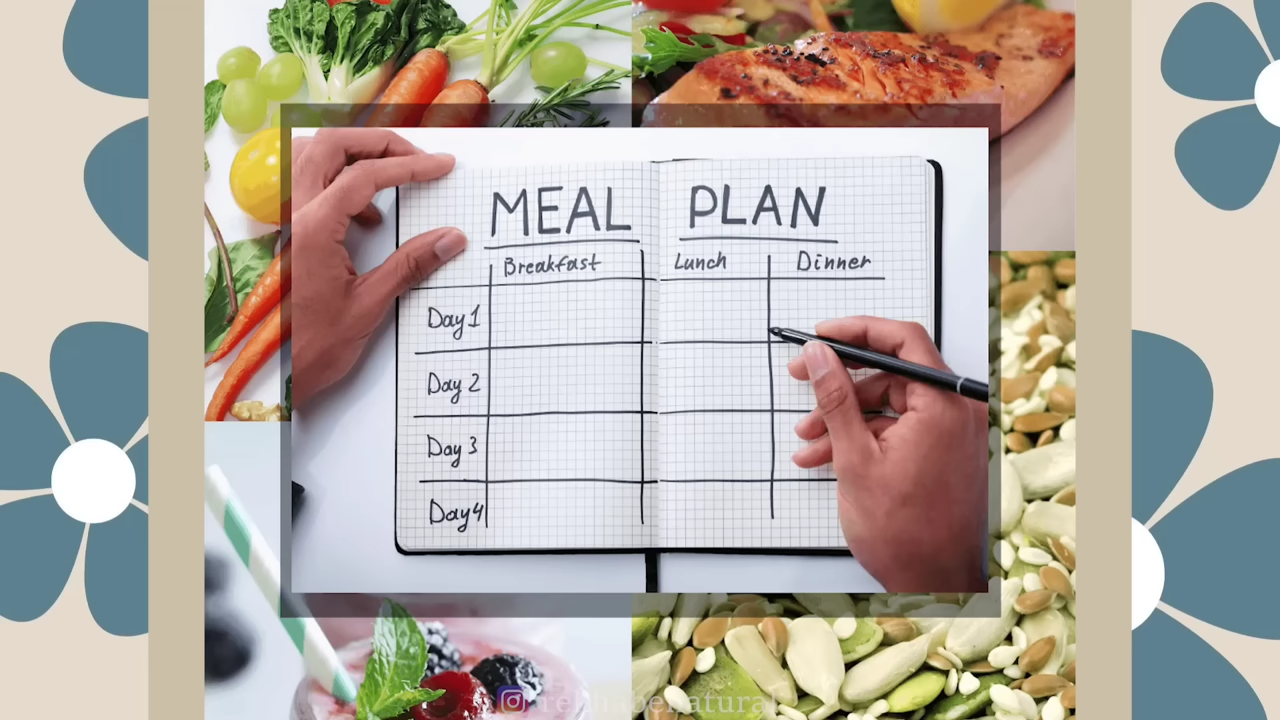 MEAL PLAN
Breakfast Lunch Dinner
Day 1
Day 2
Day 3
Day 4